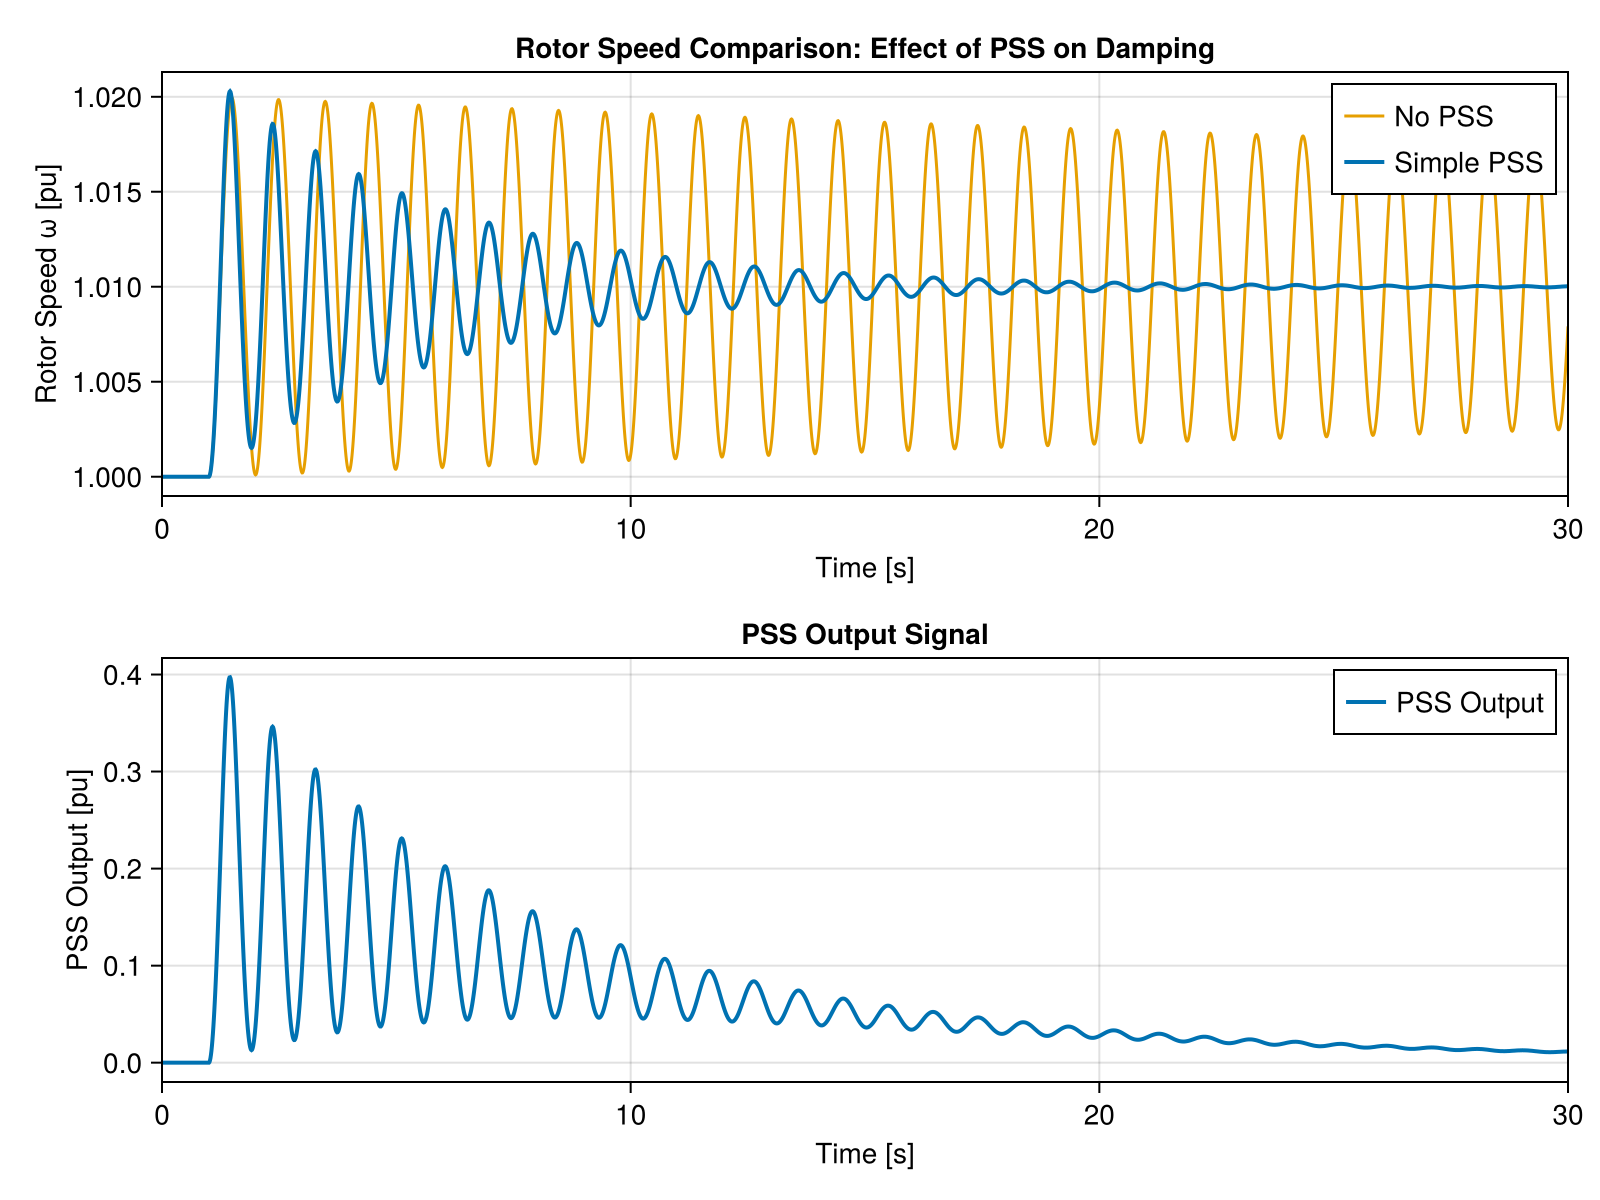 Rotor Speed Comparison: Effect of PSS on Damping
Rotor Speed ω [pu]
1.020
1.015
1.010
1.005
1.000
No PSS
Simple PSS
0 10 20 30
Time [s]
PSS Output Signal
PSS Output [pu]
0.4
0.3
0.2
0.1
0.0
PSS Output
0 10 20 30
Time [s]